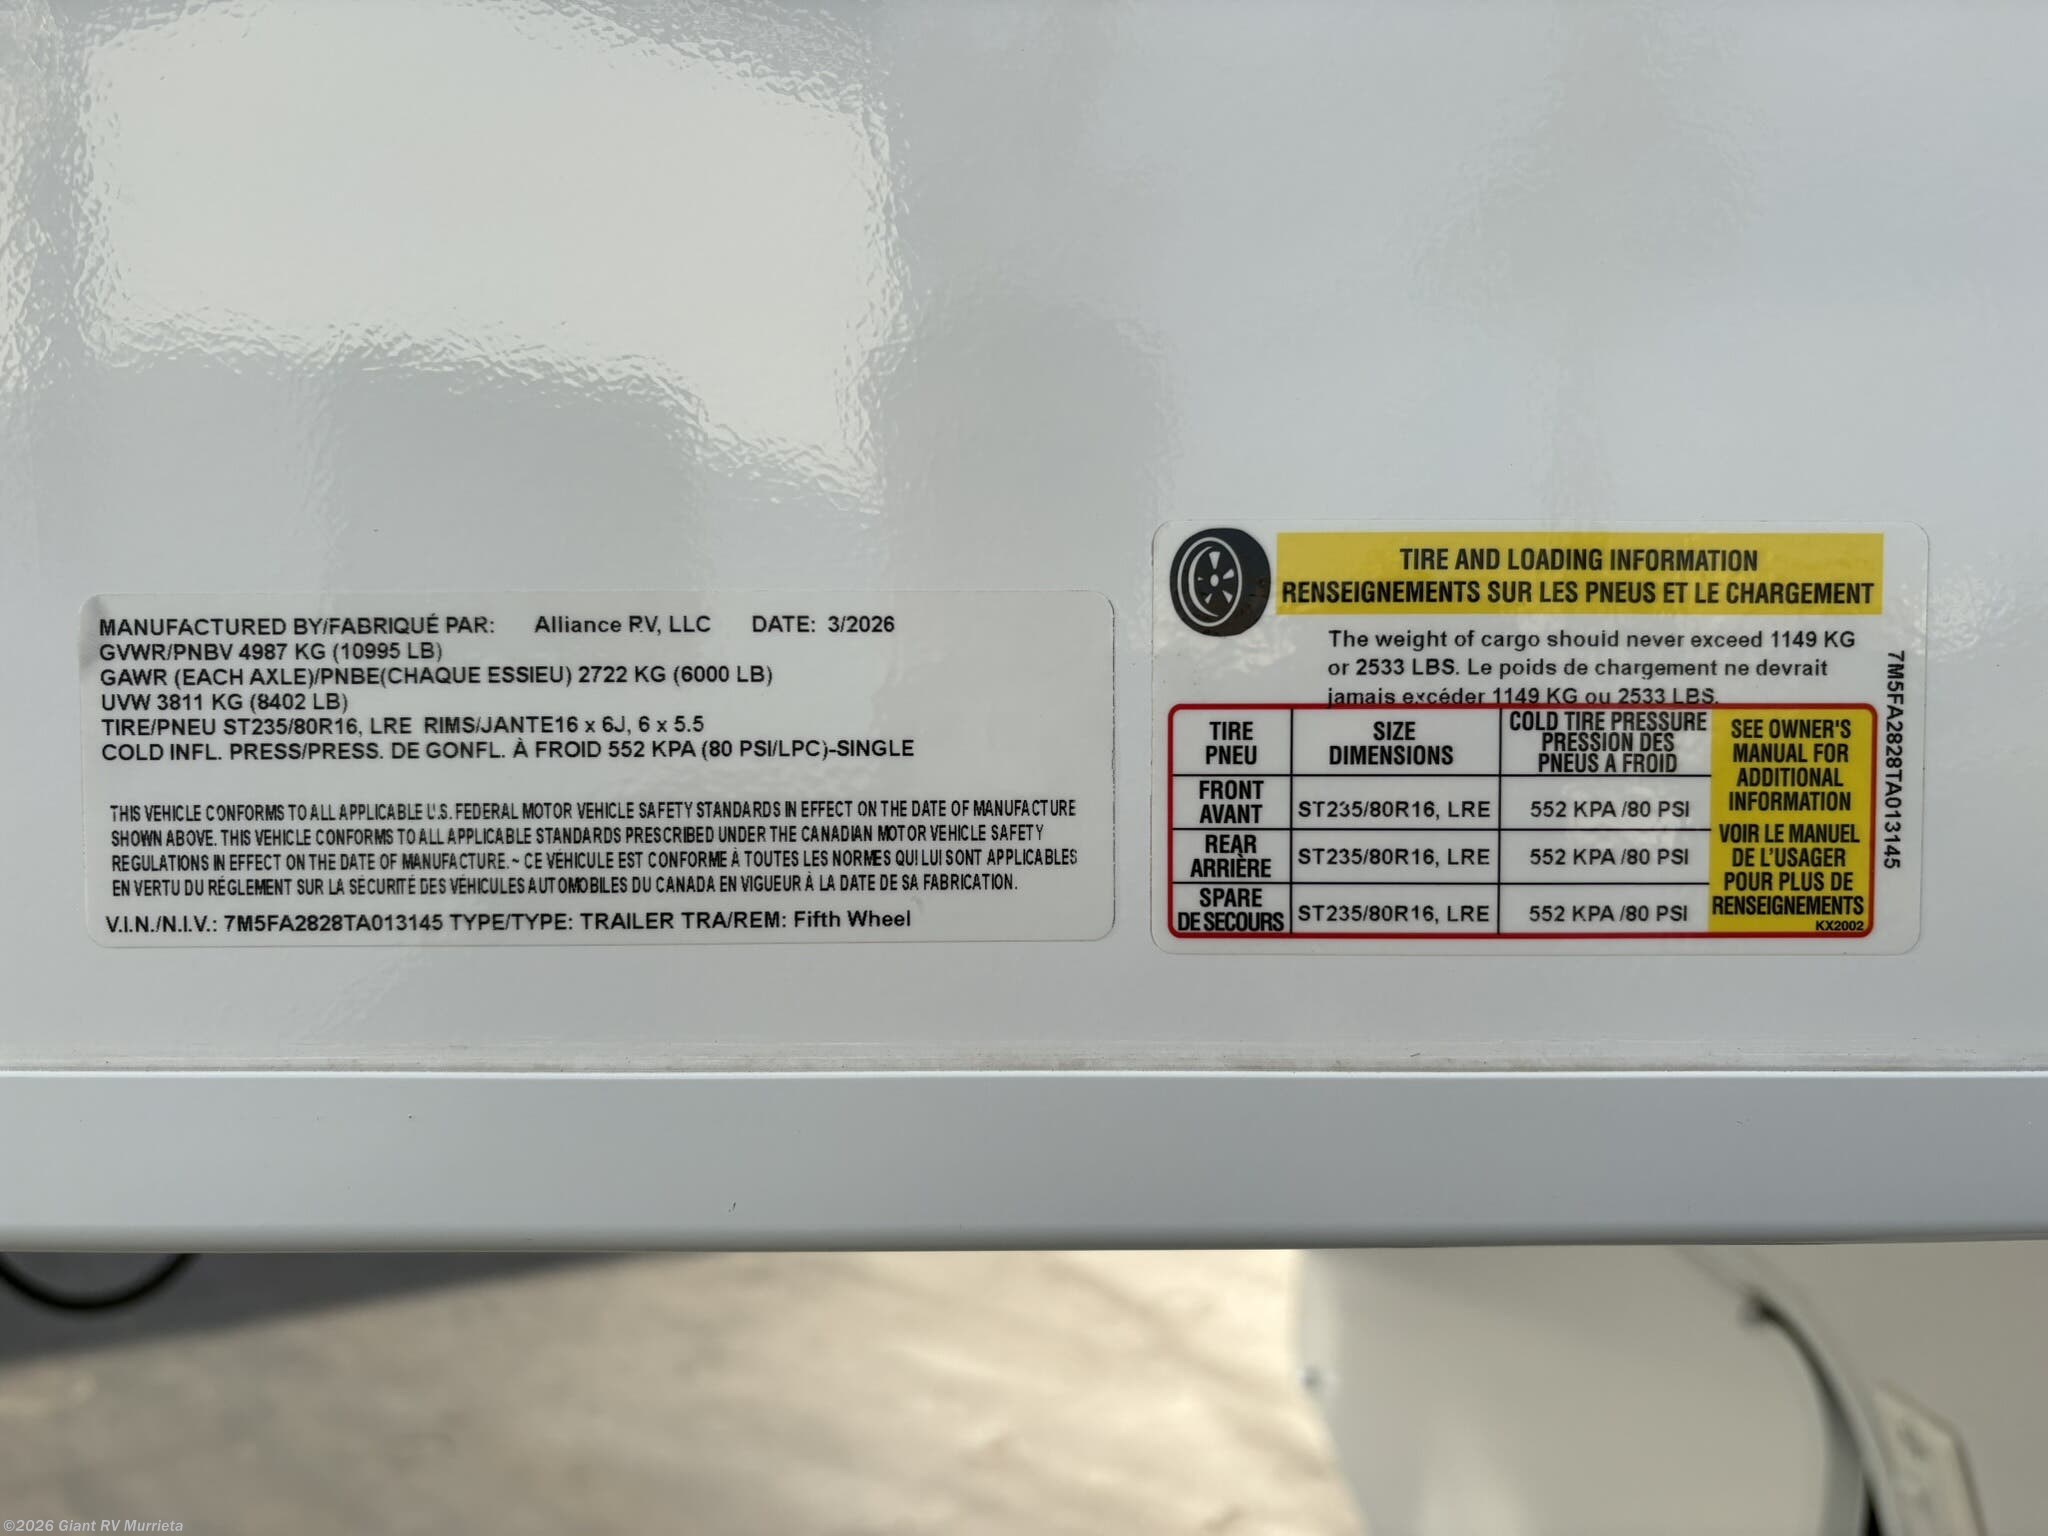 MANUFACTURED BY/FABRIQUÉ PAR: Alliance RV, LLC DATE: 3/2026
GVWR/PNBV 4987 KG (10995 LB)
GAWR (EACH AXLE)/PNBE(CHAQUE ESSIEU) 2722 KG (6000 LB)
UVW 3811 KG (8402 LB)
TIRE/PNEU ST235/80R16, LRE RIMS/JANTE16 x 6J, 6 x 5.5
COLD INFL. PRESS/PRESS. DE GONFL. À FROID 552 KPA (80 PSI/LPC)-SINGLE
THIS VEHICLE CONFORMS TO ALL APPLICABLE U.S. FEDERAL MOTOR VEHICLE SAFETY STANDARDS IN EFFECT ON THE DATE OF MANUFACTURE
SHOWN ABOVE. THIS VEHICLE CONFORMS TO ALL APPLICABLE STANDARDS PRESCRIBED UNDER THE CANADIAN MOTOR VEHICLE SAFETY
REGULATIONS IN EFFECT ON THE DATE OF MANUFACTURE. ~ CE VÉHICULE EST CONFORME À TOUTES LES NORMES QUI LUI SONT APPLICABLES
EN VERTU DU RÉGLEMENT SUR LA SÉCURITÉ DES VÉHICULES AUTOMOBILES DU CANADA EN VIGUEUR À LA DATE DE SA FABRICATION.
V.I.N./N.I.V.: 7M5FA2828TA013145 TYPE/TYPE: TRAILER TRA/REM: Fifth Wheel
TIRE AND LOADING INFORMATION
RENSEIGNEMENTS SUR LES PNEUS ET LE CHARGEMENT
The weight of cargo should never exceed 1149 KG
or 2533 LBS. Le poids de chargement ne devrait
jamais excéder 1149 KG ou 2533 LBS.
TIRE
PNEU
SIZE
DIMENSIONS
COLD TIRE PRESSURE
PRESSION DES
PNEUS A FROID
FRONT
AVANT
ST235/80R16, LRE
552 KPA /80 PSI
REAR
ARRIÈRE
ST235/80R16, LRE
552 KPA /80 PSI
SPARE
DE SECOURS
ST235/80R16, LRE
552 KPA /80 PSI
SEE OWNER'S
MANUAL FOR
ADDITIONAL
INFORMATION
VOIR LE MANUEL
DE L'USAGER
POUR PLUS DE
RENSEIGNEMENTS
KX2002
7M5FA2828TA013145
©2026 Giant RV Murrieta